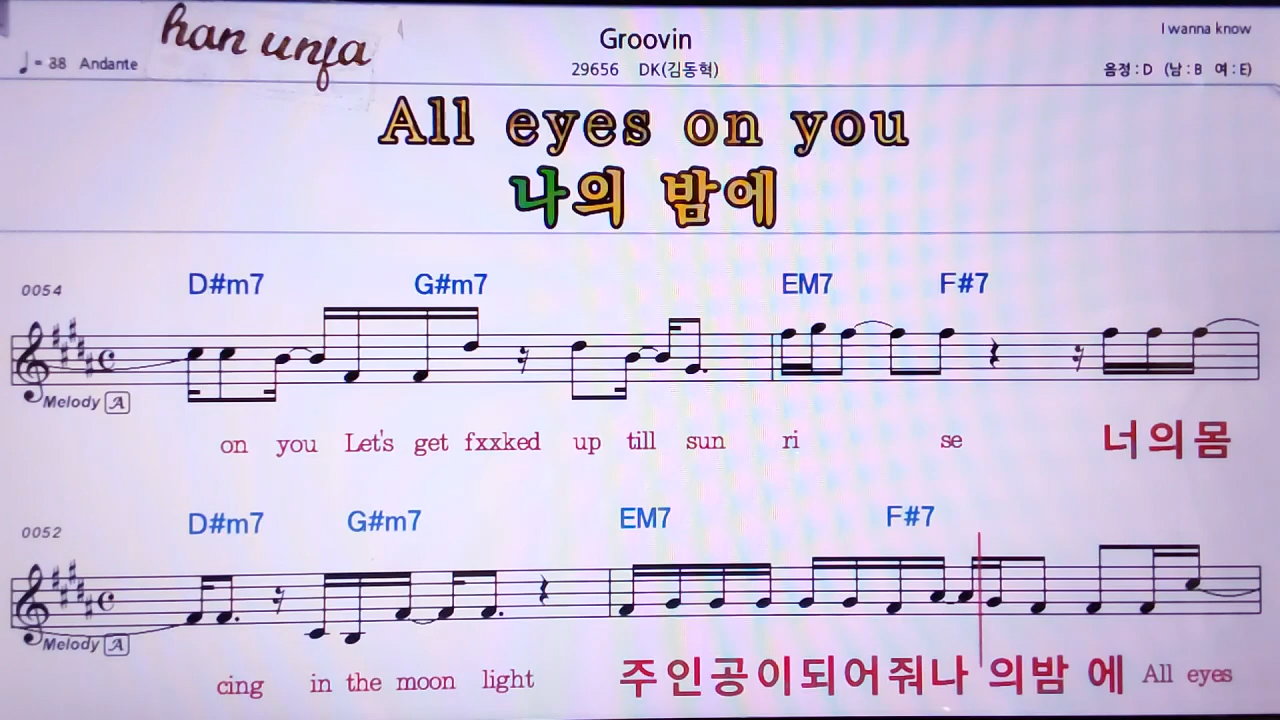 han unfa
Groovin
I wanna know
♩= 38 Andante
29656 DK(김동혁)
음정 : D (남 : B 여 : E)
All eyes on you
나의 밤에
0054
D#m7 G#m7 EM7 F#7
Melody A
on you Let's get fxxked up till sun ri se 너의몸
0052
D#m7 G#m7 EM7 F#7
Melody A
cing in the moon light 주인공이되어줘나 의밤 에 All eyes